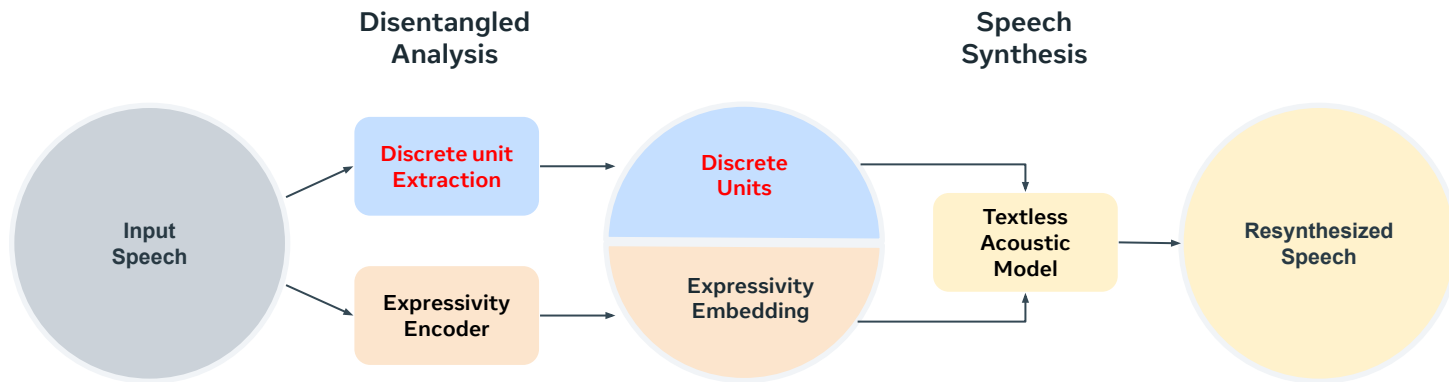 Disentangled
Analysis
Speech
Synthesis
Input
Speech
Discrete unit
Extraction
Expressivity
Encoder
Discrete
Units
Expressivity
Embedding
Textless
Acoustic
Model
Resynthesized
Speech